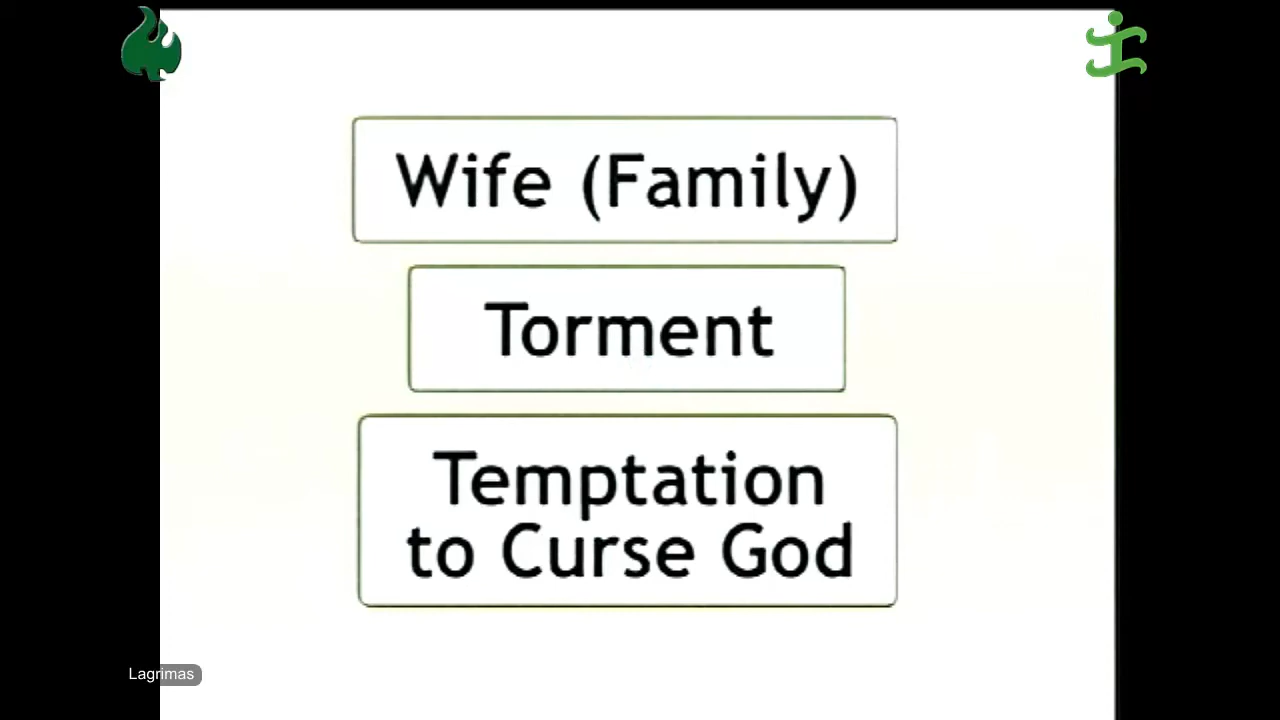 Wife (Family)
Torment
Temptation
to Curse God
Lagrimas